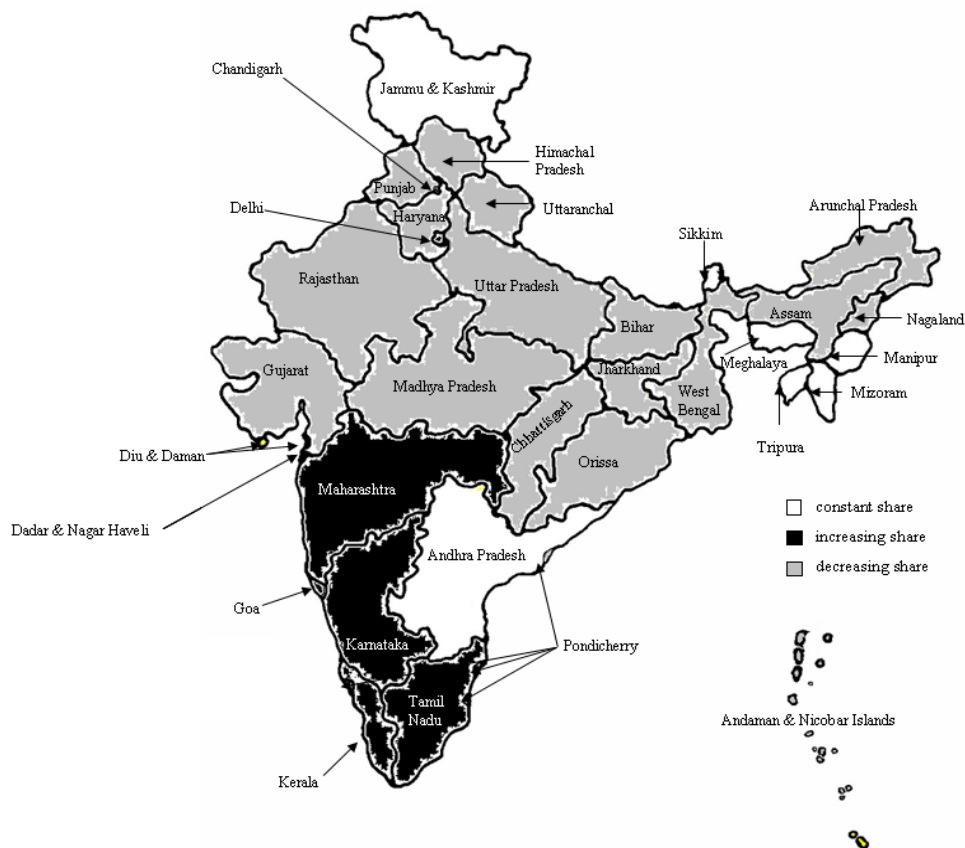 Chandigarh
Jammu & Kashmir
Himachal
Pradesh
Punjab
Delhi
Haryana
Uttaranchal
Arunchal Pradesh
Sikkim
Rajasthan
Uttar Pradesh
Bihar
Assam
Nagaland
Meghalaya
Manipur
Gujarat
Madhya Pradesh
Jharkhand
West
Bengal
Mizoram
Chhattisgarh
Diu & Daman
Orissa
Tripura
Maharashtra
Dadar & Nagar Haveli
constant share
increasing share
decreasing share
Andhra Pradesh
Goa
Karnataka
Pondicherry
Tamil
Nadu
Andaman & Nicobar Islands
Kerala